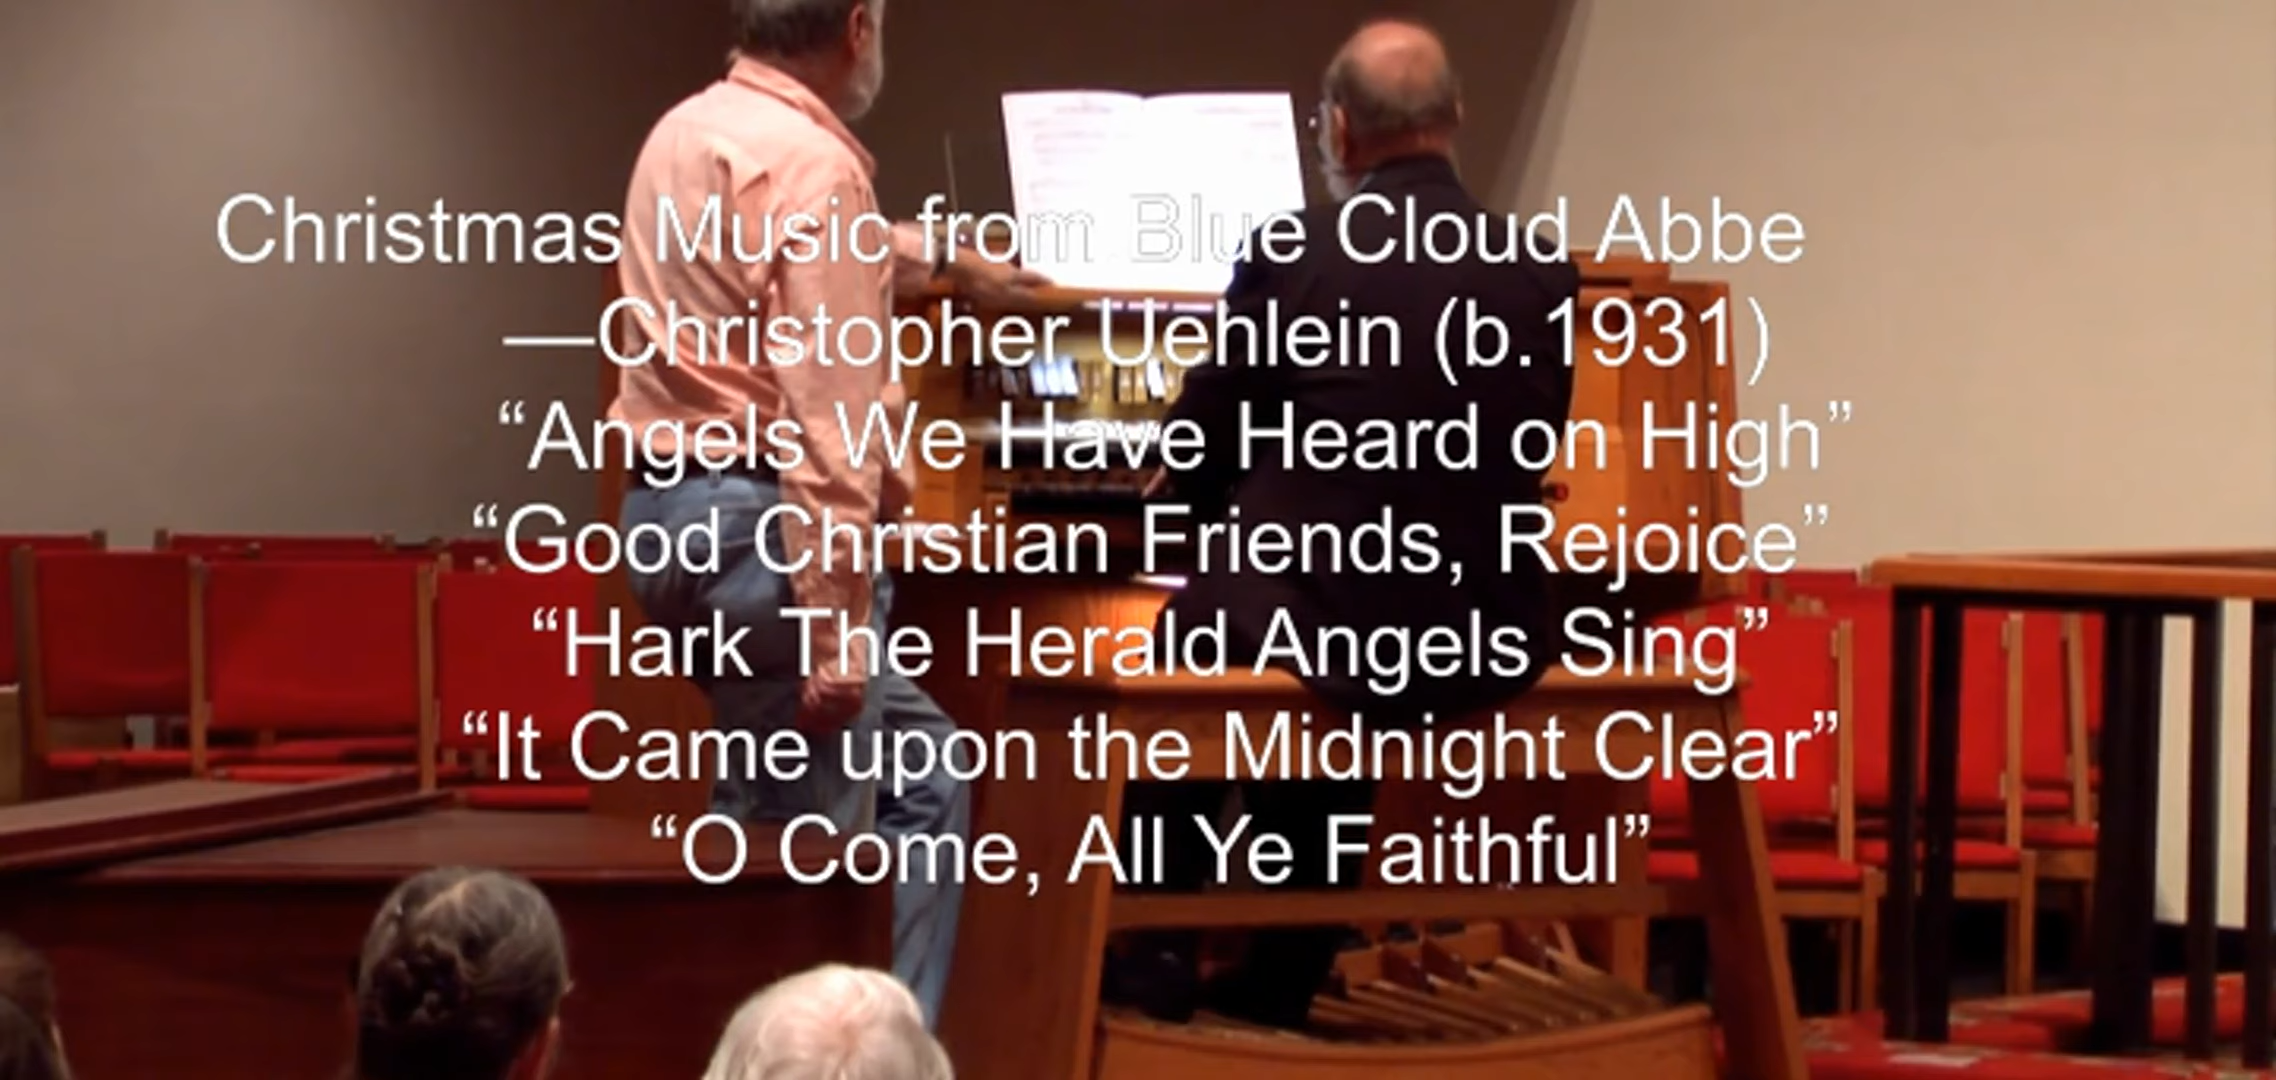 Christmas Music from Blue Cloud Abbe
—Christopher Uehlein (b.1931)
“Angels We Have Heard on High”
“Good Christian Friends, Rejoice”
“Hark The Herald Angels Sing”
“It Came upon the Midnight Clear”
“O Come, All Ye Faithful”